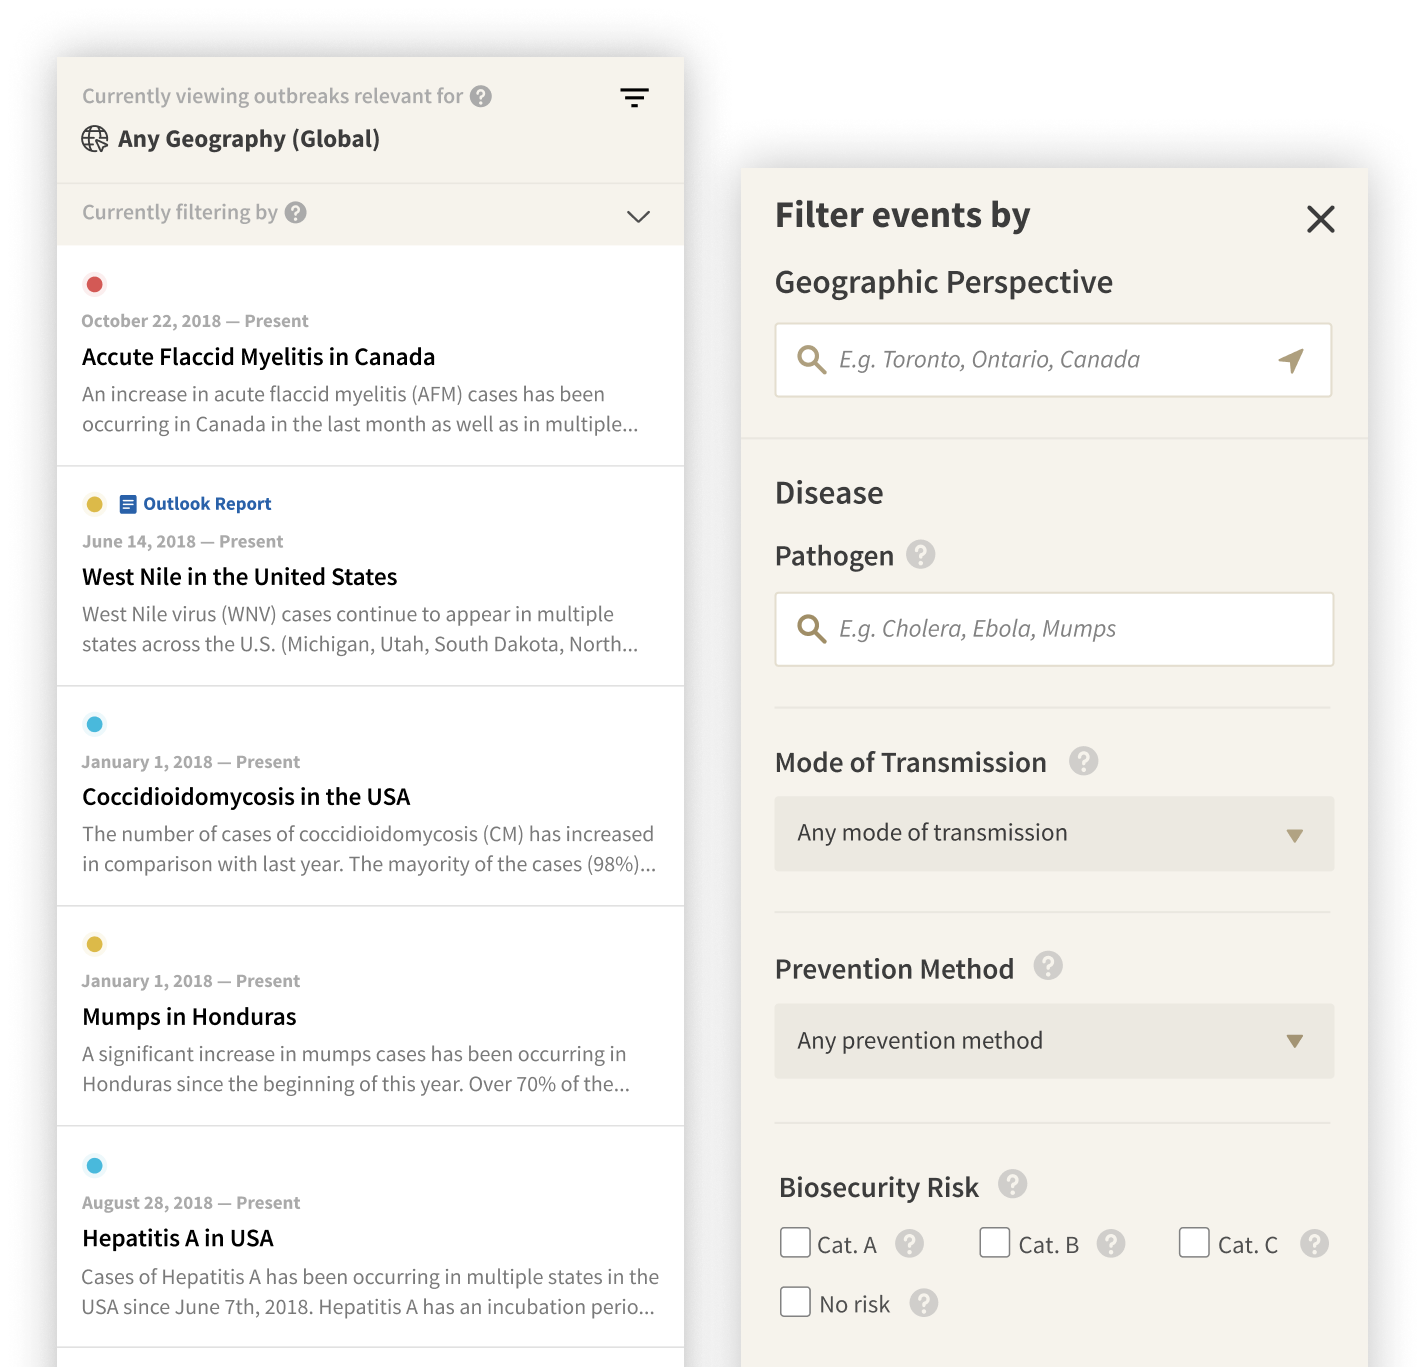 Currently viewing outbreaks relevant for ?
Any Geography (Global)
Currently filtering by ?
October 22, 2018 — Present
Accute Flaccid Myelitis in Canada
An increase in acute flaccid myelitis (AFM) cases has been
occurring in Canada in the last month as well as in multiple...
Outlook Report
June 14, 2018 — Present
West Nile in the United States
West Nile virus (WNV) cases continue to appear in multiple
states across the U.S. (Michigan, Utah, South Dakota, North...
January 1, 2018 — Present
Coccidioidomycosis in the USA
The number of cases of coccidioidomycosis (CM) has increased
in comparison with last year. The mayority of the cases (98%)...
January 1, 2018 — Present
Mumps in Honduras
A significant increase in mumps cases has been occurring in
Honduras since the beginning of this year. Over 70% of the...
August 28, 2018 — Present
Hepatitis A in USA
Cases of Hepatitis A has been occurring in multiple states in the
USA since June 7th, 2018. Hepatitis A has an incubation perio...
Filter events by
Geographic Perspective
E.g. Toronto, Ontario, Canada
Disease
Pathogen ?
E.g. Cholera, Ebola, Mumps
Mode of Transmission ?
Any mode of transmission
Prevention Method ?
Any prevention method
Biosecurity Risk ?
Cat. A ? Cat. B ? Cat. C ?
No risk ?